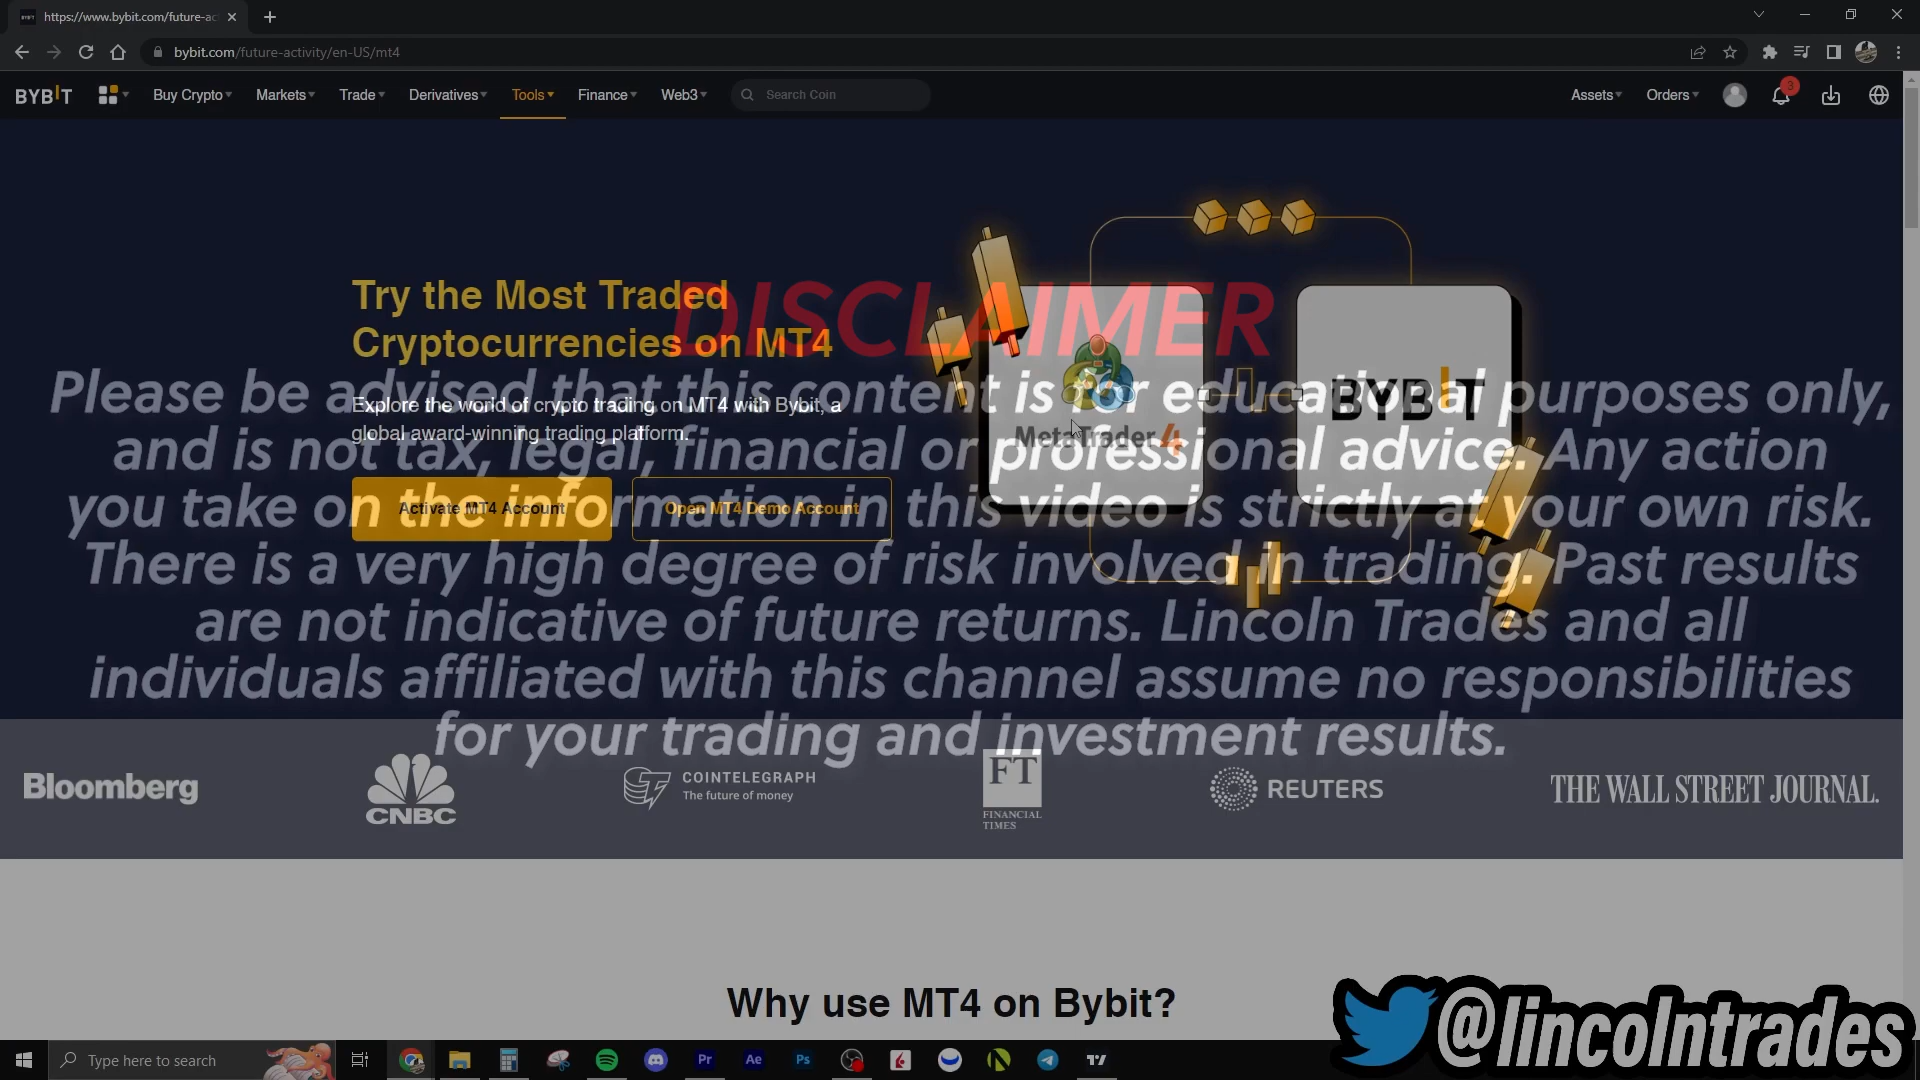 https://www.bybit.com/future-ac
bybit.com/future-activity/en-US/mt4
BYBIT Buy Crypto Markets Trade Derivatives Tools Finance Web3 Search Coin Assets Orders 3
Try the Most Traded
Cryptocurrencies on MT4
Explore the world of crypto trading on MT4 with Bybit, a
global award-winning trading platform.
Activate MT4 Account Open MT4 Demo Account
MetaTrader 4
BYBIT
DISCLAIMER
Please be advised that this content is for educational purposes only,
and is not tax, legal, financial or professional advice. Any action
you take on the information in this video is strictly at your own risk.
There is a very high degree of risk involved in trading. Past results
are not indicative of future returns. Lincoln Trades and all
individuals affiliated with this channel assume no responsibilities
for your trading and investment results.
Bloomberg
CNBC
COINTELEGRAPH
The future of money
FT
FINANCIAL
TIMES
REUTERS
THE WALL STREET JOURNAL.
Why use MT4 on Bybit?
@lincolntrades
Type here to search
Pr Ae Ps